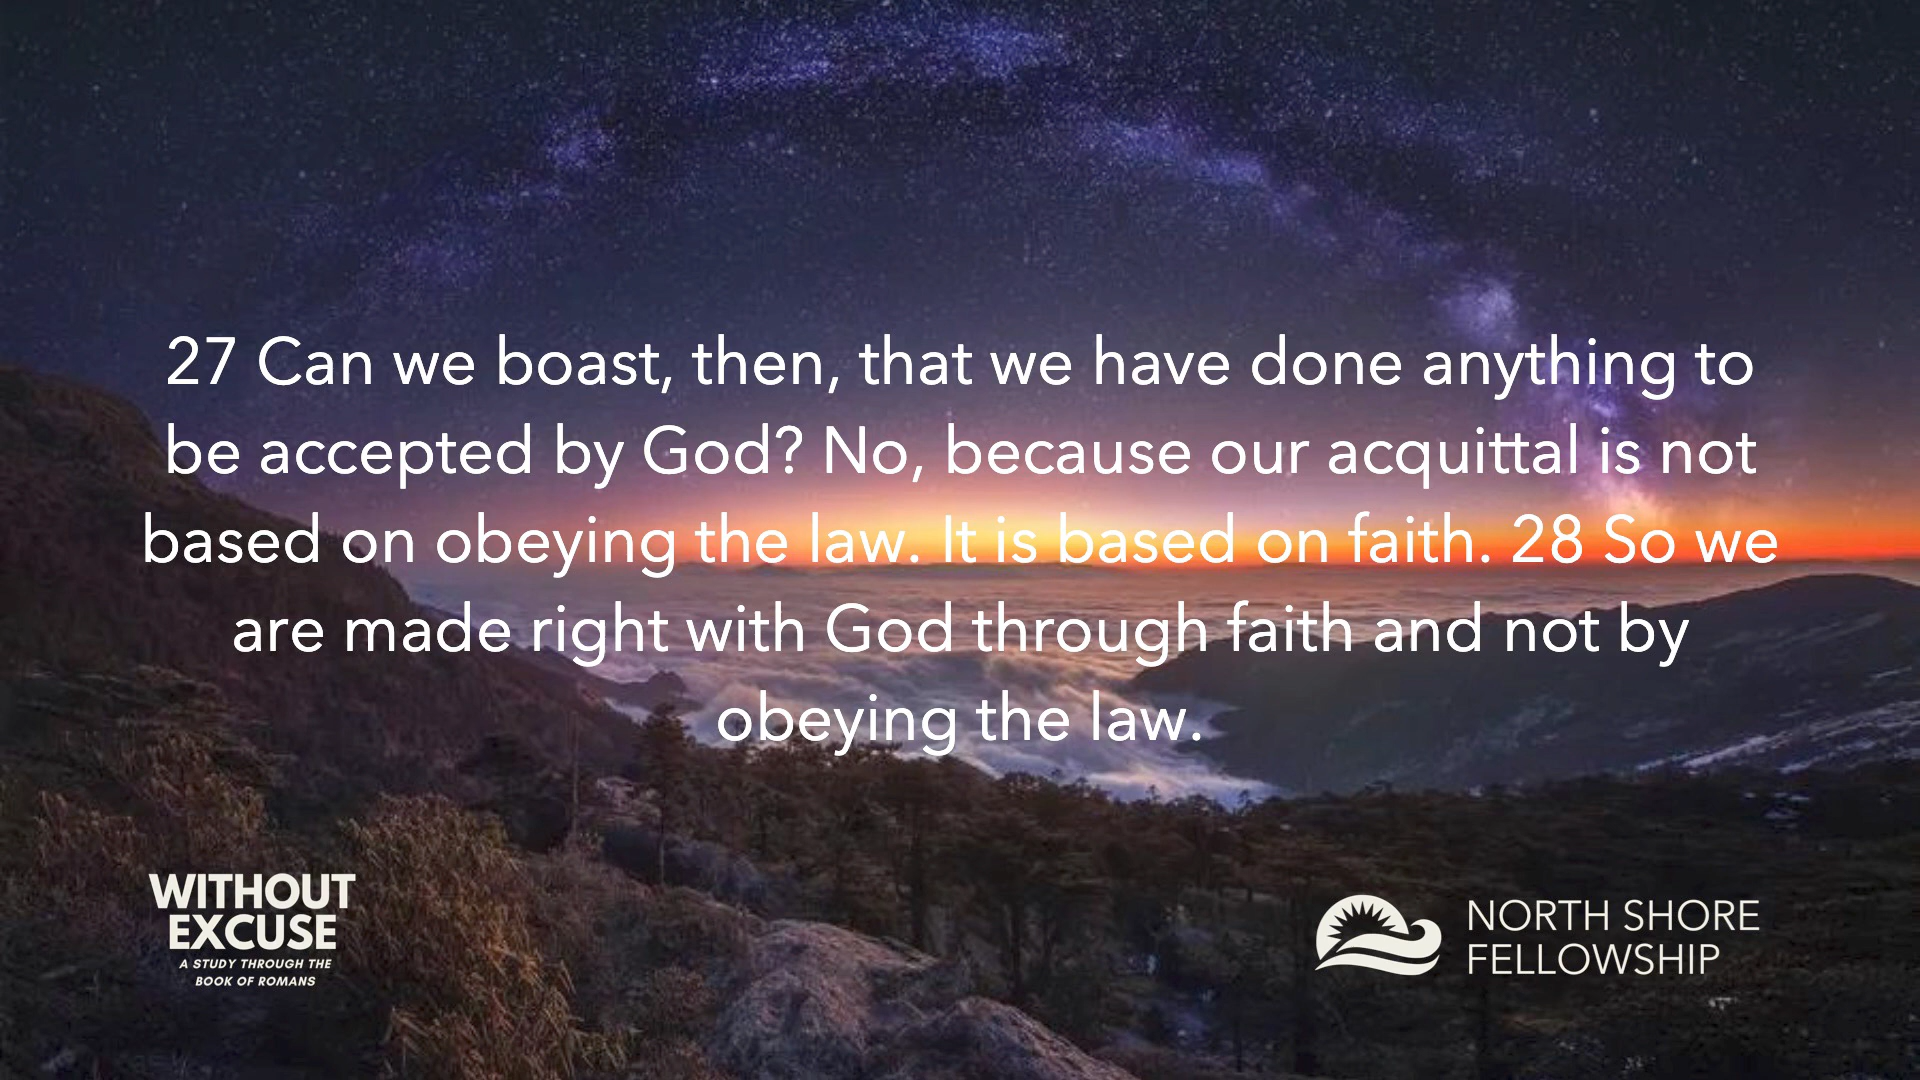 27 Can we boast, then, that we have done anything to
be accepted by God? No, because our acquittal is not
based on obeying the law. It is based on faith. 28 So we
are made right with God through faith and not by
obeying the law.
WITHOUT
EXCUSE
A STUDY THROUGH THE
BOOK OF ROMANS
NORTH SHORE
FELLOWSHIP